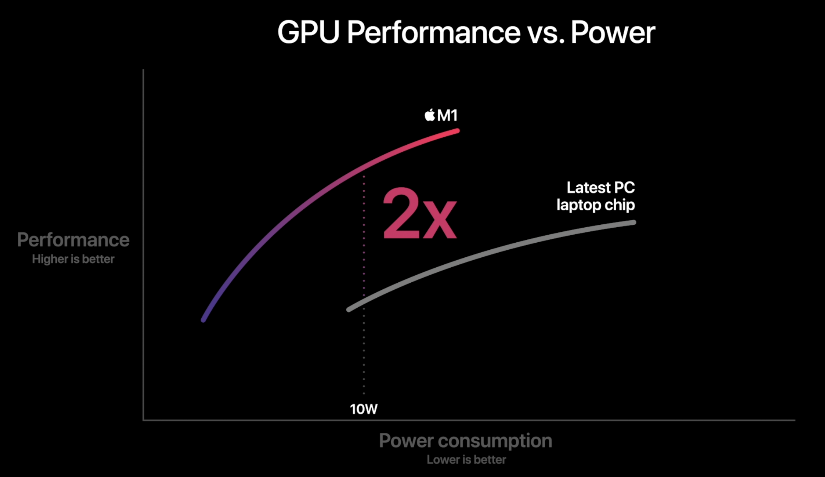 GPU Performance vs. Power
M1
Latest PC
laptop chip
2x
Performance
Higher is better
10W
Power consumption
Lower is better